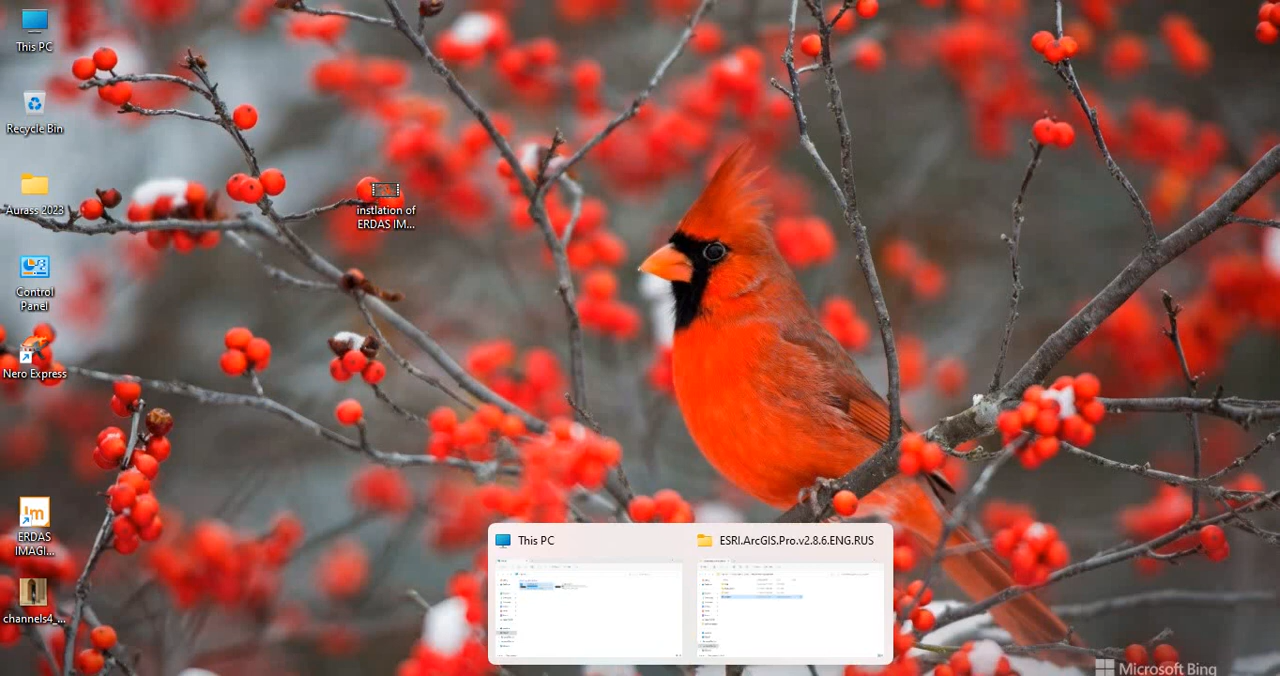 This PC
Recycle Bin
Aurass 2023
instlation of
ERDAS IM...
Control
Panel
Nero Express
ERDAS
IMAGI...
channels4_...
This PC
ESRI.ArcGIS.Pro.v2.8.6.ENG.RUS
Microsoft Bing